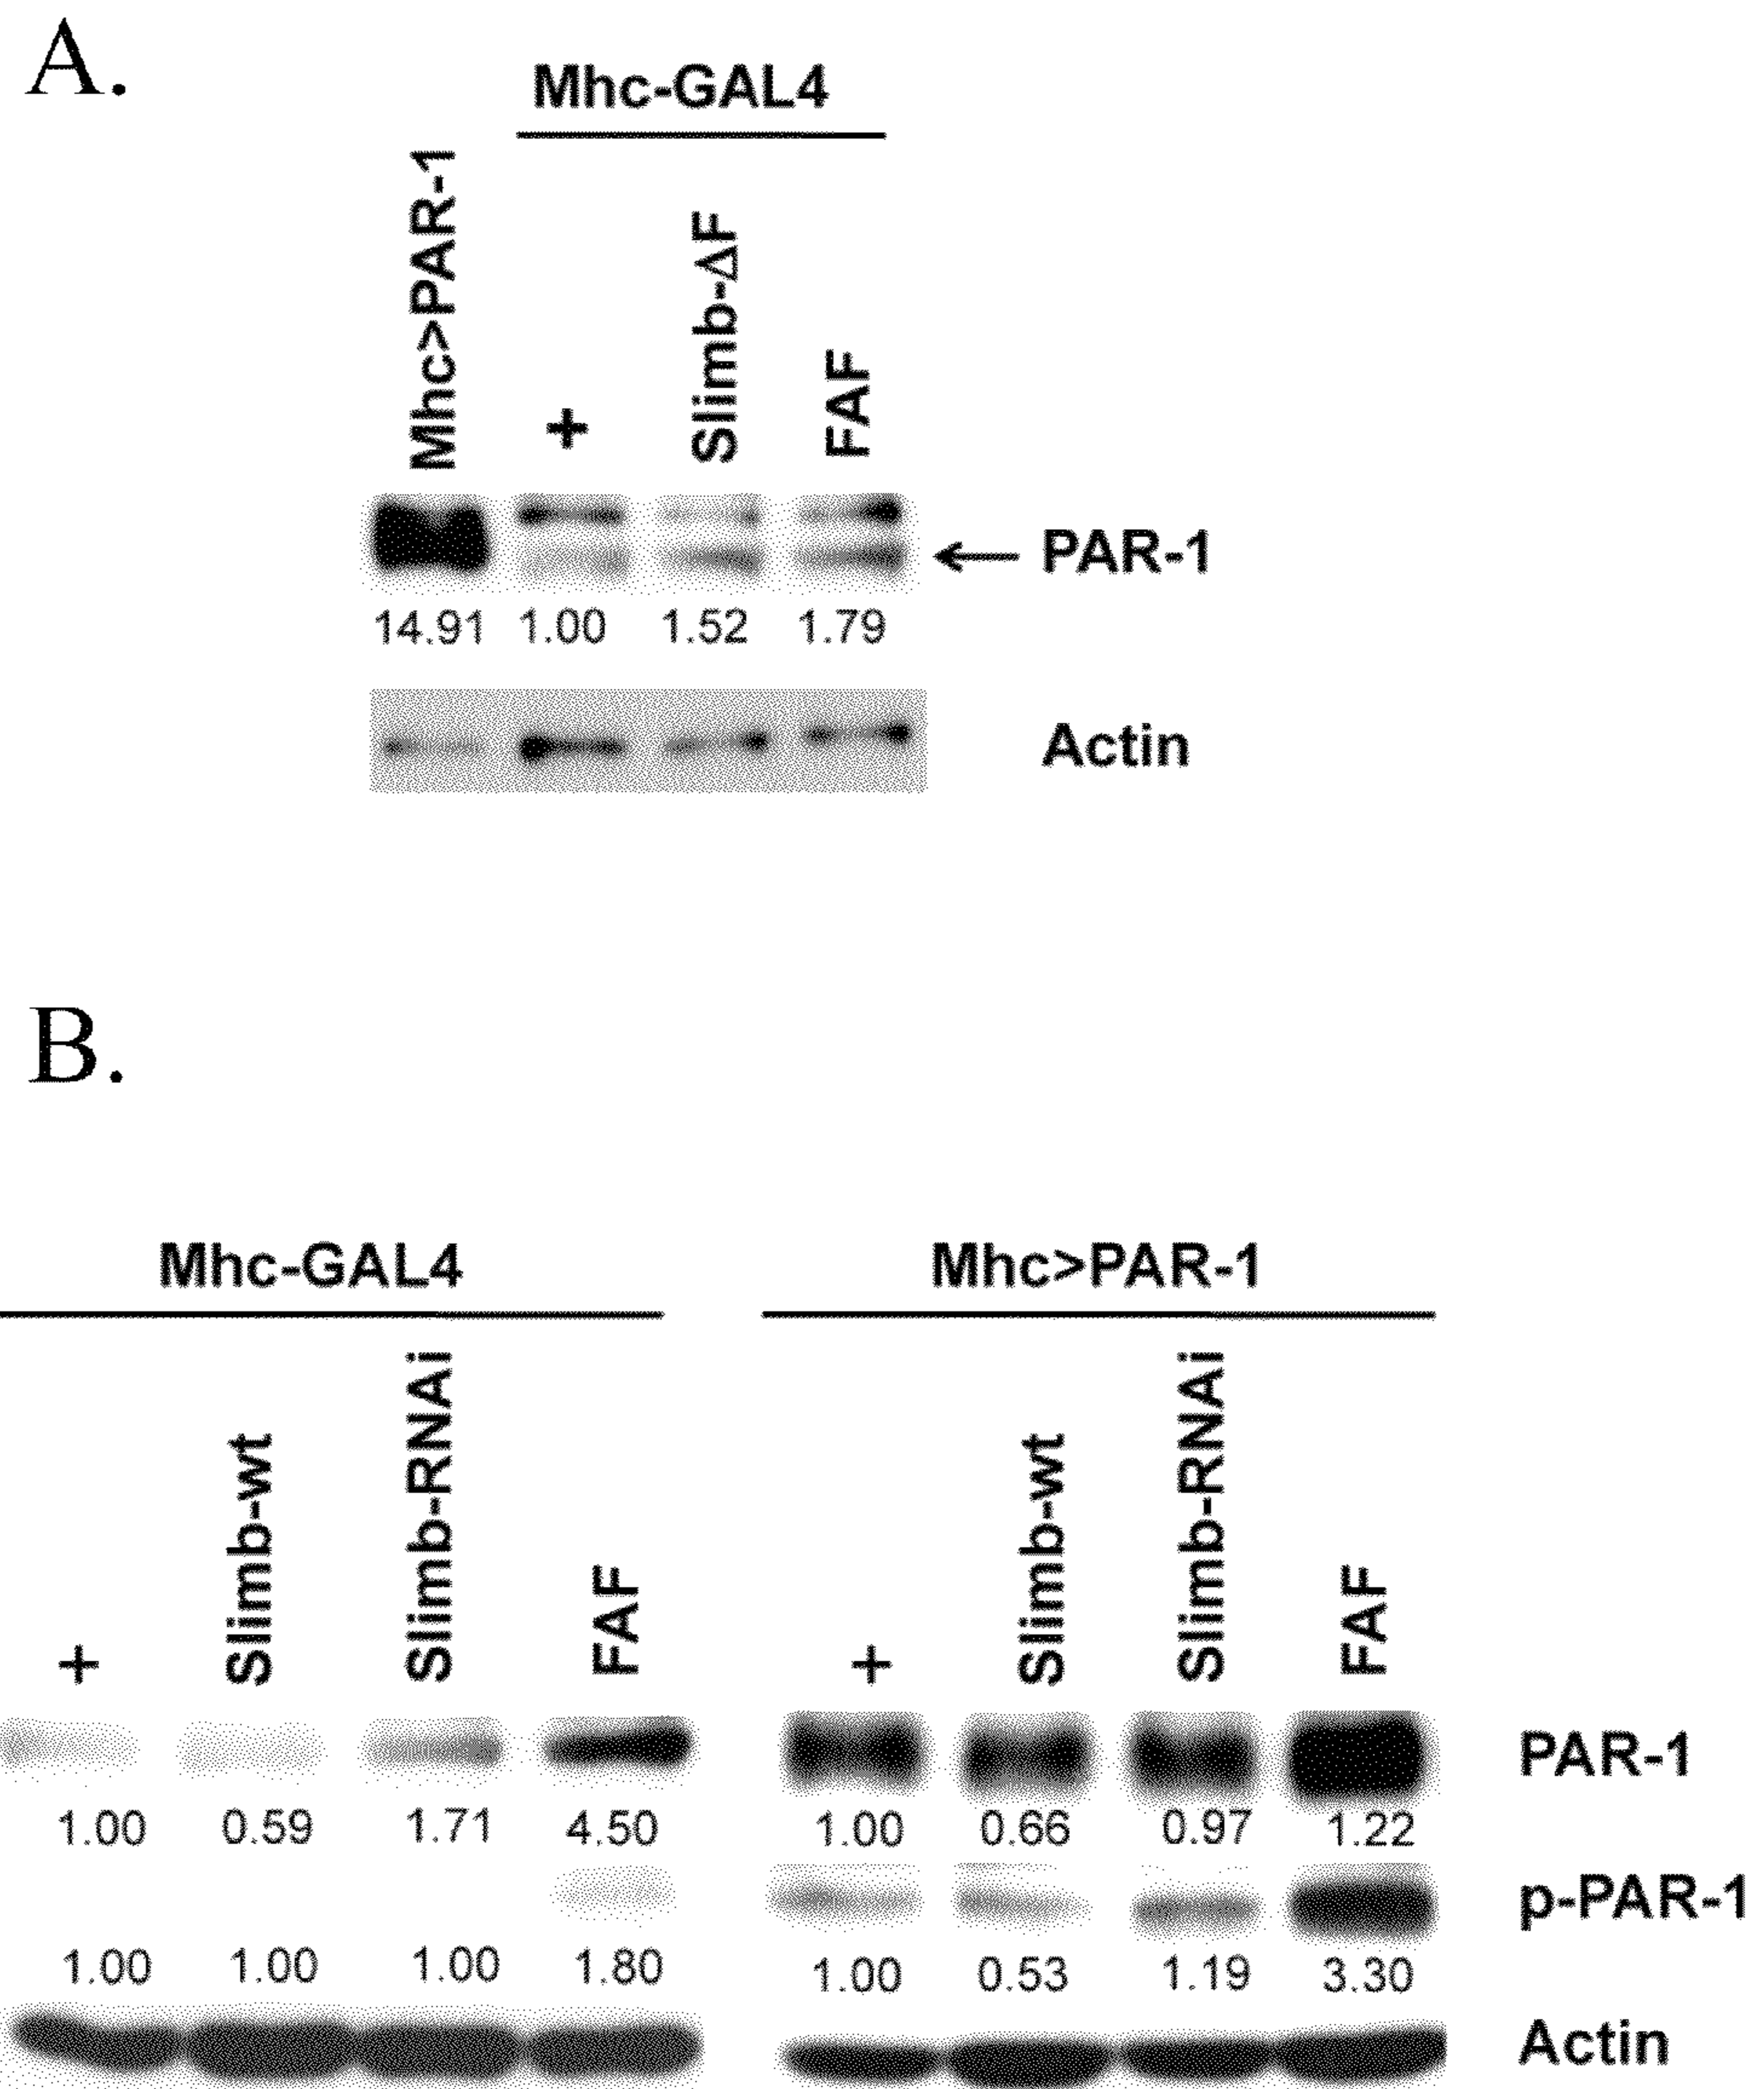 A.
Mhc-GAL4
Mhc>PAR-1
+
Slimb-ΔF
FAF
PAR-1
14.91 1.00 1.52 1.79
Actin
B.
Mhc-GAL4 Mhc>PAR-1
+ Slimb-wt Slimb-RNAi FAF + Slimb-wt Slimb-RNAi FAF
PAR-1
1.00 0.59 1.71 4.50 1.00 0.66 0.97 1.22
p-PAR-1
1.00 1.00 1.00 1.80 1.00 0.53 1.19 3.30
Actin